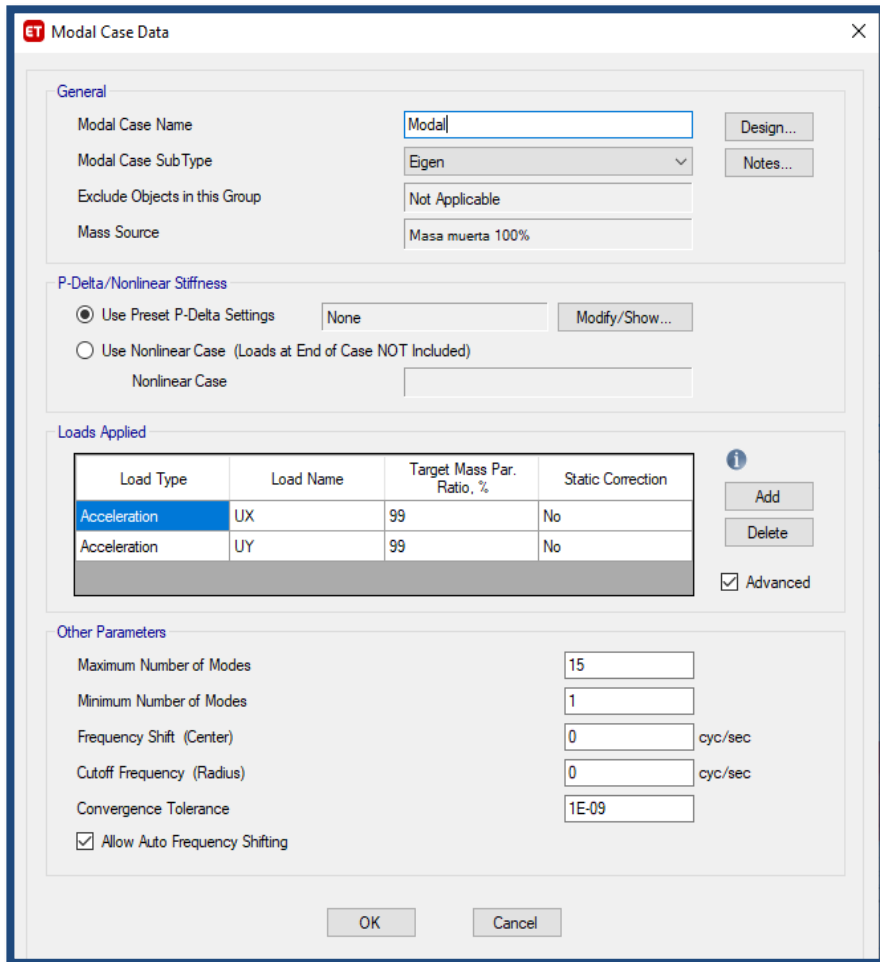 ET Modal Case Data
General
Modal Case Name Modal Design...
Modal Case SubType Eigen Notes...
Exclude Objects in this Group Not Applicable
Mass Source Masa muerta 100%
P-Delta/Nonlinear Stiffness
Use Preset P-Delta Settings None Modify/Show...
Use Nonlinear Case (Loads at End of Case NOT Included)
Nonlinear Case
Loads Applied
Load Type Load Name Target Mass Par. Ratio, % Static Correction
Acceleration UX 99 No
Acceleration UY 99 No
i
Add
Delete
Advanced
Other Parameters
Maximum Number of Modes 15
Minimum Number of Modes 1
Frequency Shift (Center) 0 cyc/sec
Cutoff Frequency (Radius) 0 cyc/sec
Convergence Tolerance 1E-09
Allow Auto Frequency Shifting
OK Cancel